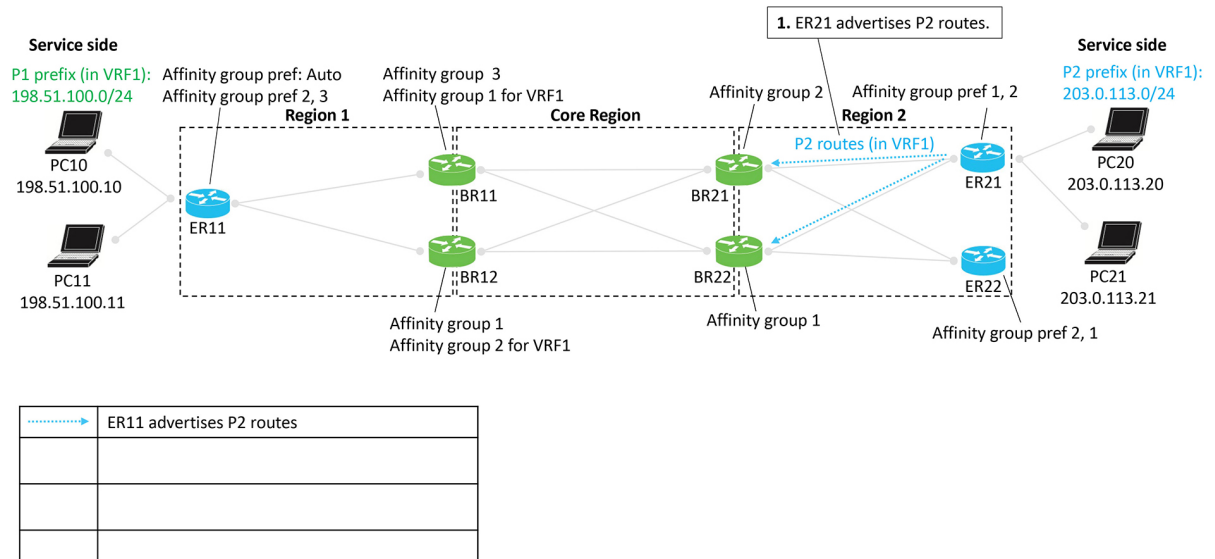 1. ER21 advertises P2 routes.
Service side
P1 prefix (in VRF1):
198.51.100.0/24
PC10
198.51.100.10
PC11
198.51.100.11
Affinity group pref: Auto
Affinity group pref 2, 3
Region 1
ER11
Affinity group  3
Affinity group 1 for VRF1
BR11
BR12
Affinity group 1
Affinity group 2 for VRF1
Core Region
Affinity group 2
BR21
BR22
Affinity group 1
Region 2
Affinity group pref 1, 2
P2 routes (in VRF1)
ER21
ER22
Affinity group pref 2, 1
Service side
P2 prefix (in VRF1):
203.0.113.0/24
PC20
203.0.113.20
PC21
203.0.113.21
ER11 advertises P2 routes